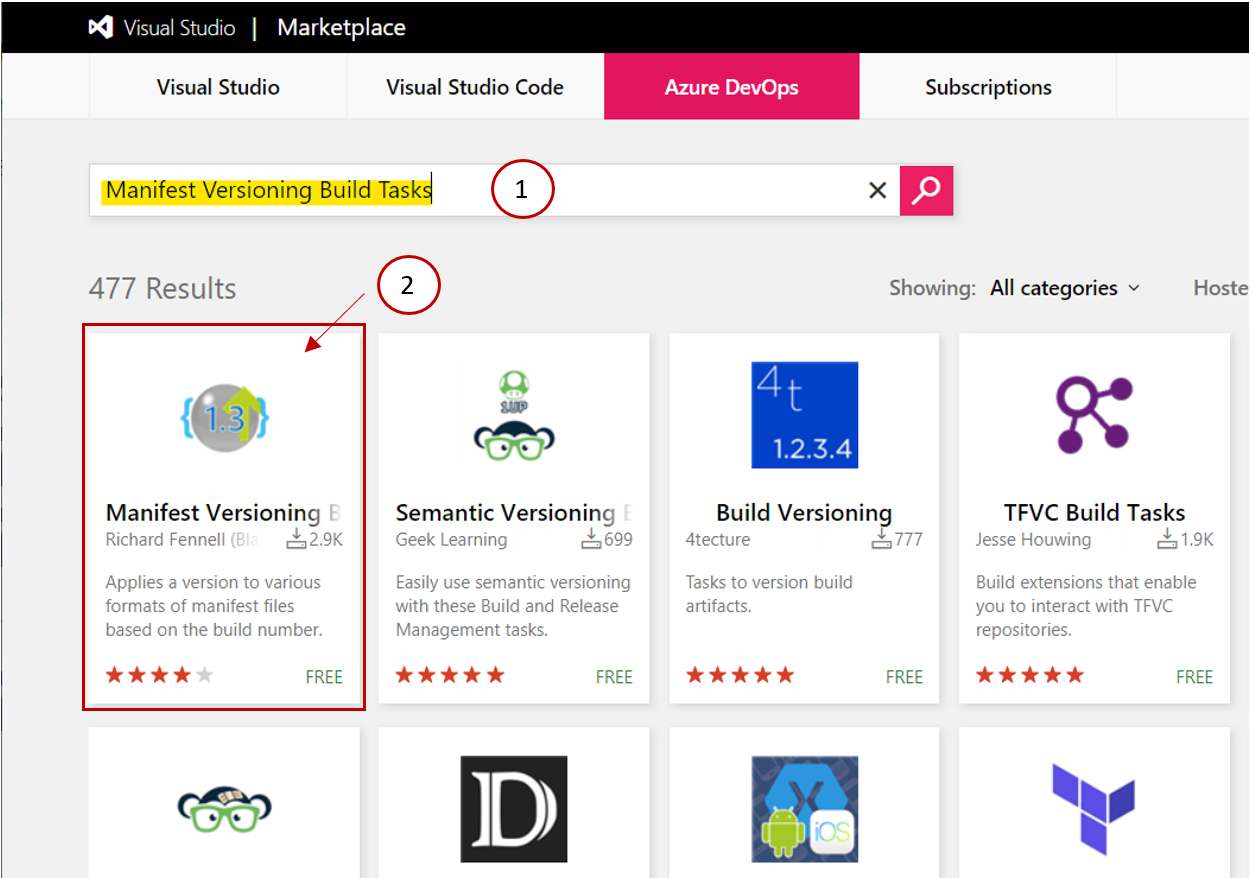 Visual Studio | Marketplace
Visual Studio
Visual Studio Code
Azure DevOps
Subscriptions
Manifest Versioning Build Tasks
1
477 Results
2
Showing: All categories
Hoste
1.3
Manifest Versioning B
Richard Fennell (Bla
2.9K
Applies a version to various
formats of manifest files
based on the build number.
FREE
1UP
Semantic Versioning E
Geek Learning
699
Easily use semantic versioning
with these Build and Release
Management tasks.
FREE
4t
1.2.3.4
Build Versioning
4tecture
777
Tasks to version build
artifacts.
FREE
TFVC Build Tasks
Jesse Houwing
1.9K
Build extensions that enable
you to interact with TFVC
repositories.
FREE
D
X
iOS